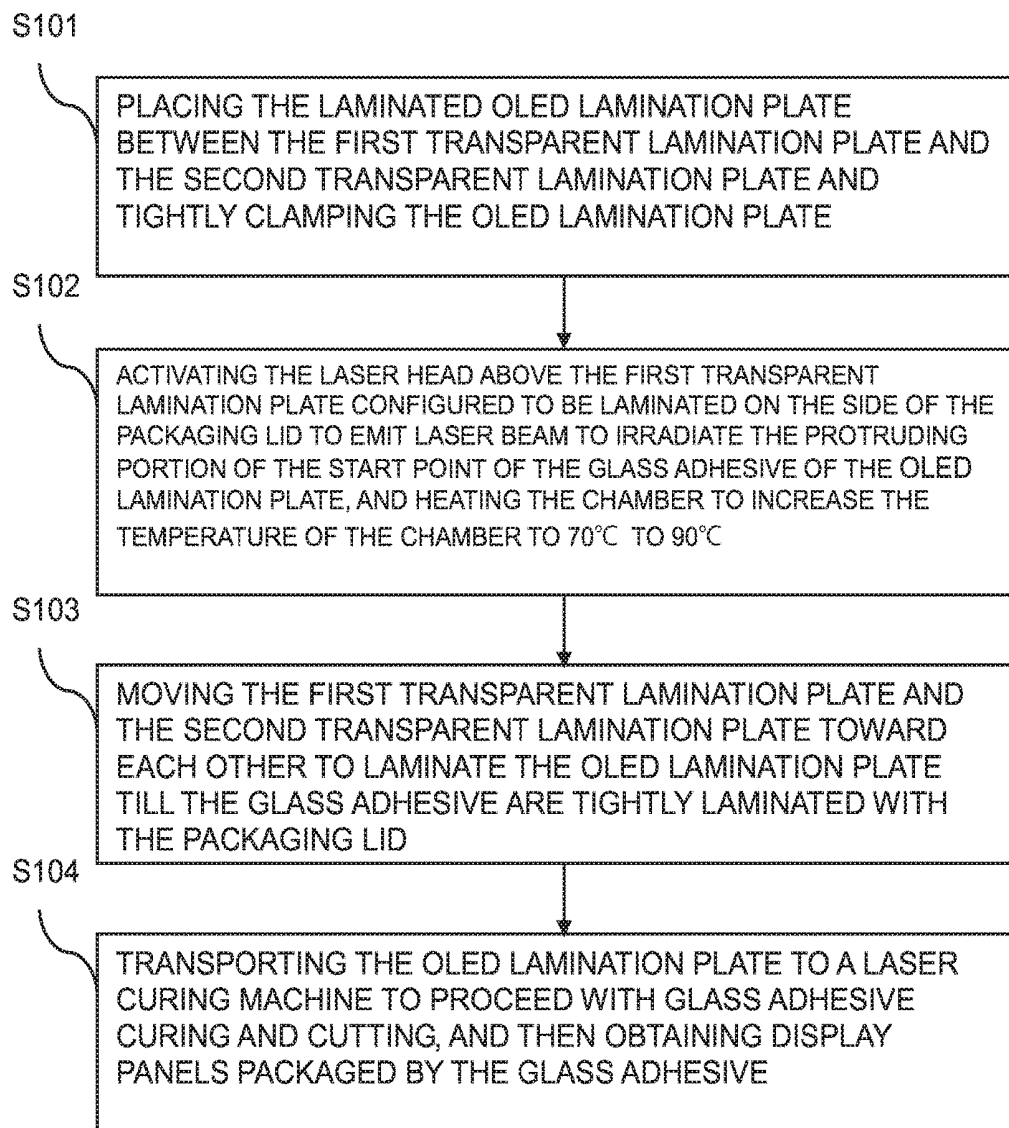 S101
PLACING THE LAMINATED OLED LAMINATION PLATE
BETWEEN THE FIRST TRANSPARENT LAMINATION PLATE AND
THE SECOND TRANSPARENT LAMINATION PLATE AND
TIGHTLY CLAMPING THE OLED LAMINATION PLATE
S102
ACTIVATING THE LASER HEAD ABOVE THE FIRST TRANSPARENT
LAMINATION PLATE CONFIGURED TO BE LAMINATED ON THE SIDE OF THE
PACKAGING LID TO EMIT LASER BEAM TO IRRADIATE THE PROTRUDING
PORTION OF THE START POINT OF THE GLASS ADHESIVE OF THE OLED
LAMINATION PLATE, AND HEATING THE CHAMBER TO INCREASE THE
TEMPERATURE OF THE CHAMBER TO 70℃ TO 90℃
S103
MOVING THE FIRST TRANSPARENT LAMINATION PLATE AND
THE SECOND TRANSPARENT LAMINATION PLATE TOWARD
EACH OTHER TO LAMINATE THE OLED LAMINATION PLATE
TILL THE GLASS ADHESIVE ARE TIGHTLY LAMINATED WITH
THE PACKAGING LID
S104
TRANSPORTING THE OLED LAMINATION PLATE TO A LASER
CURING MACHINE TO PROCEED WITH GLASS ADHESIVE
CURING AND CUTTING, AND THEN OBTAINING DISPLAY
PANELS PACKAGED BY THE GLASS ADHESIVE